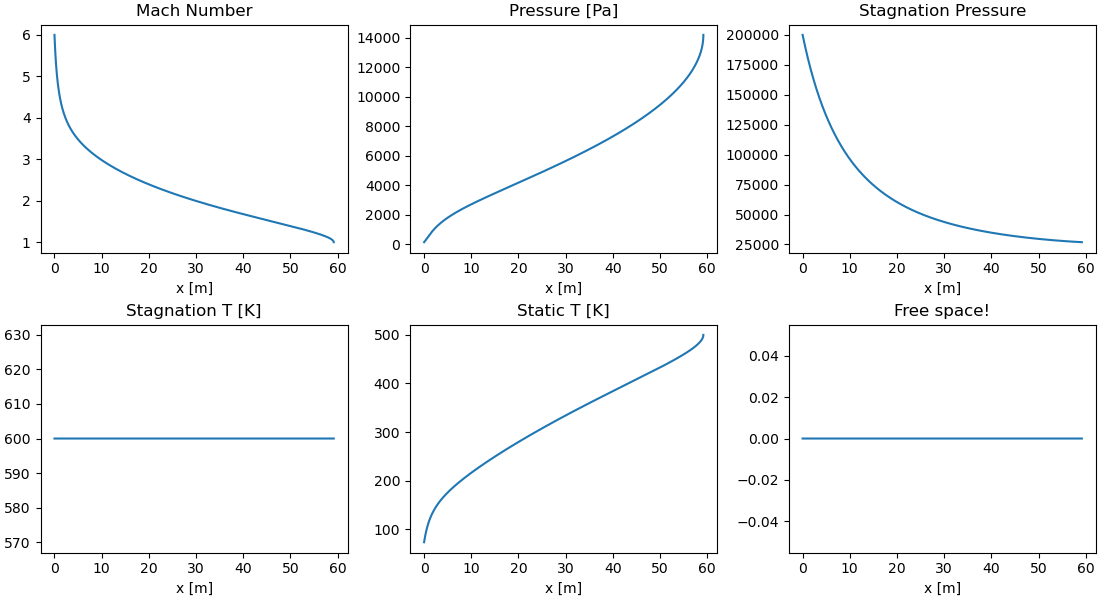 Mach Number
6
5
4
3
2
1
0 10 20 30 40 50 60
x [m]
Pressure [Pa]
14000
12000
10000
8000
6000
4000
2000
0
0 10 20 30 40 50 60
x [m]
Stagnation Pressure
200000
175000
150000
125000
100000
75000
50000
25000
0 10 20 30 40 50 60
x [m]
Stagnation T [K]
630
620
610
600
590
580
570
0 10 20 30 40 50 60
x [m]
Static T [K]
500
400
300
200
100
0 10 20 30 40 50 60
x [m]
Free space!
0.04
0.02
0.00
−0.02
−0.04
0 10 20 30 40 50 60
x [m]